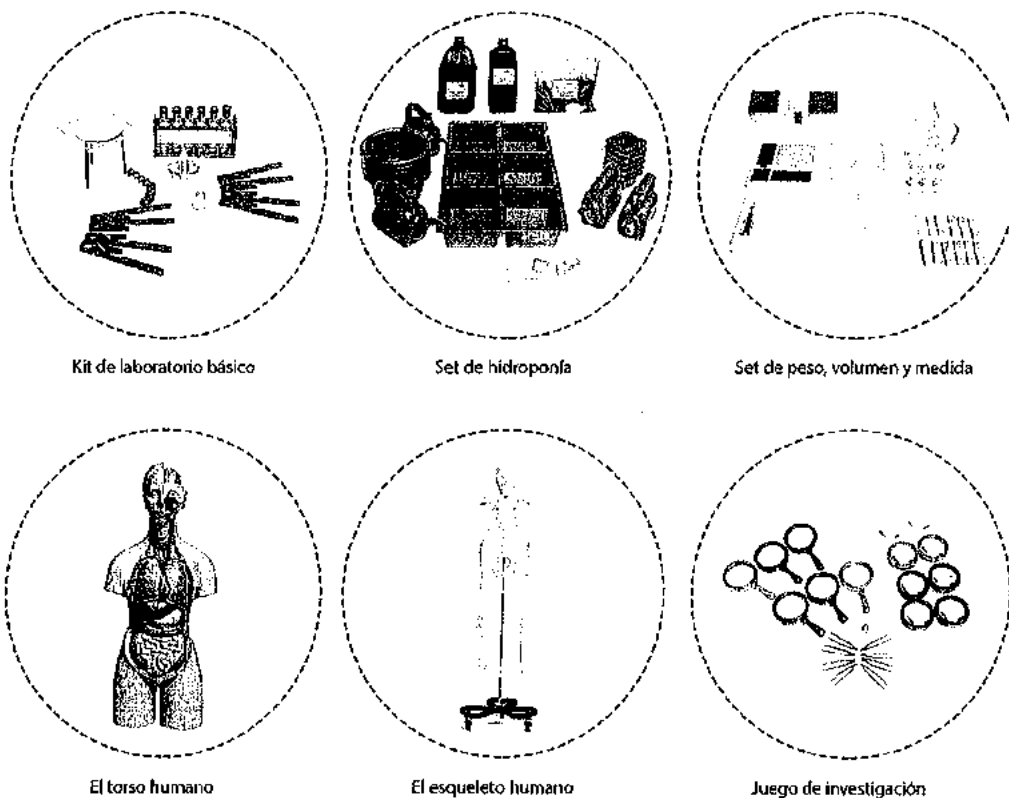 Kit de laboratorio básico
Set de hidroponía
Set de peso, volumen y medida
El torso humano
El esqueleto humano
Juego de investigación